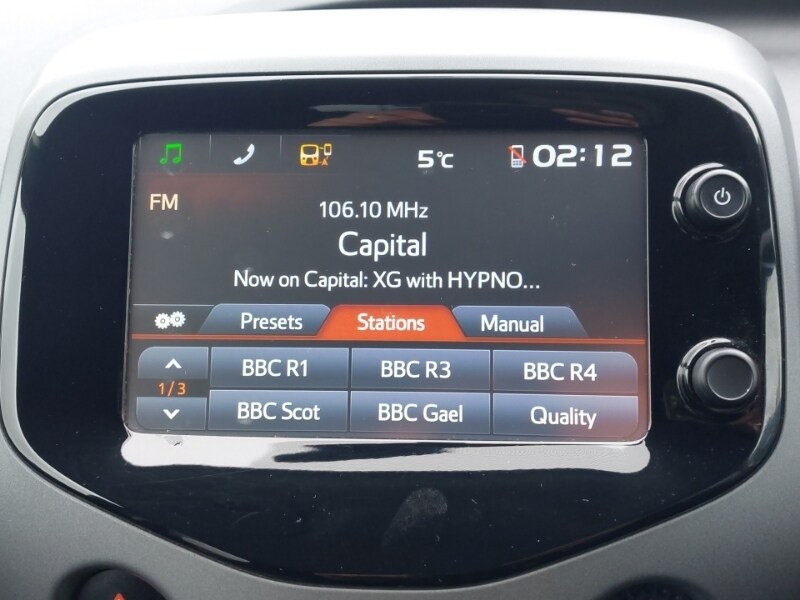 5°C 02:12
FM
106.10 MHz
Capital
Now on Capital: XG with HYPNO...
Presets Stations Manual
1/3
BBC R1 BBC R3 BBC R4
BBC Scot BBC Gael Quality